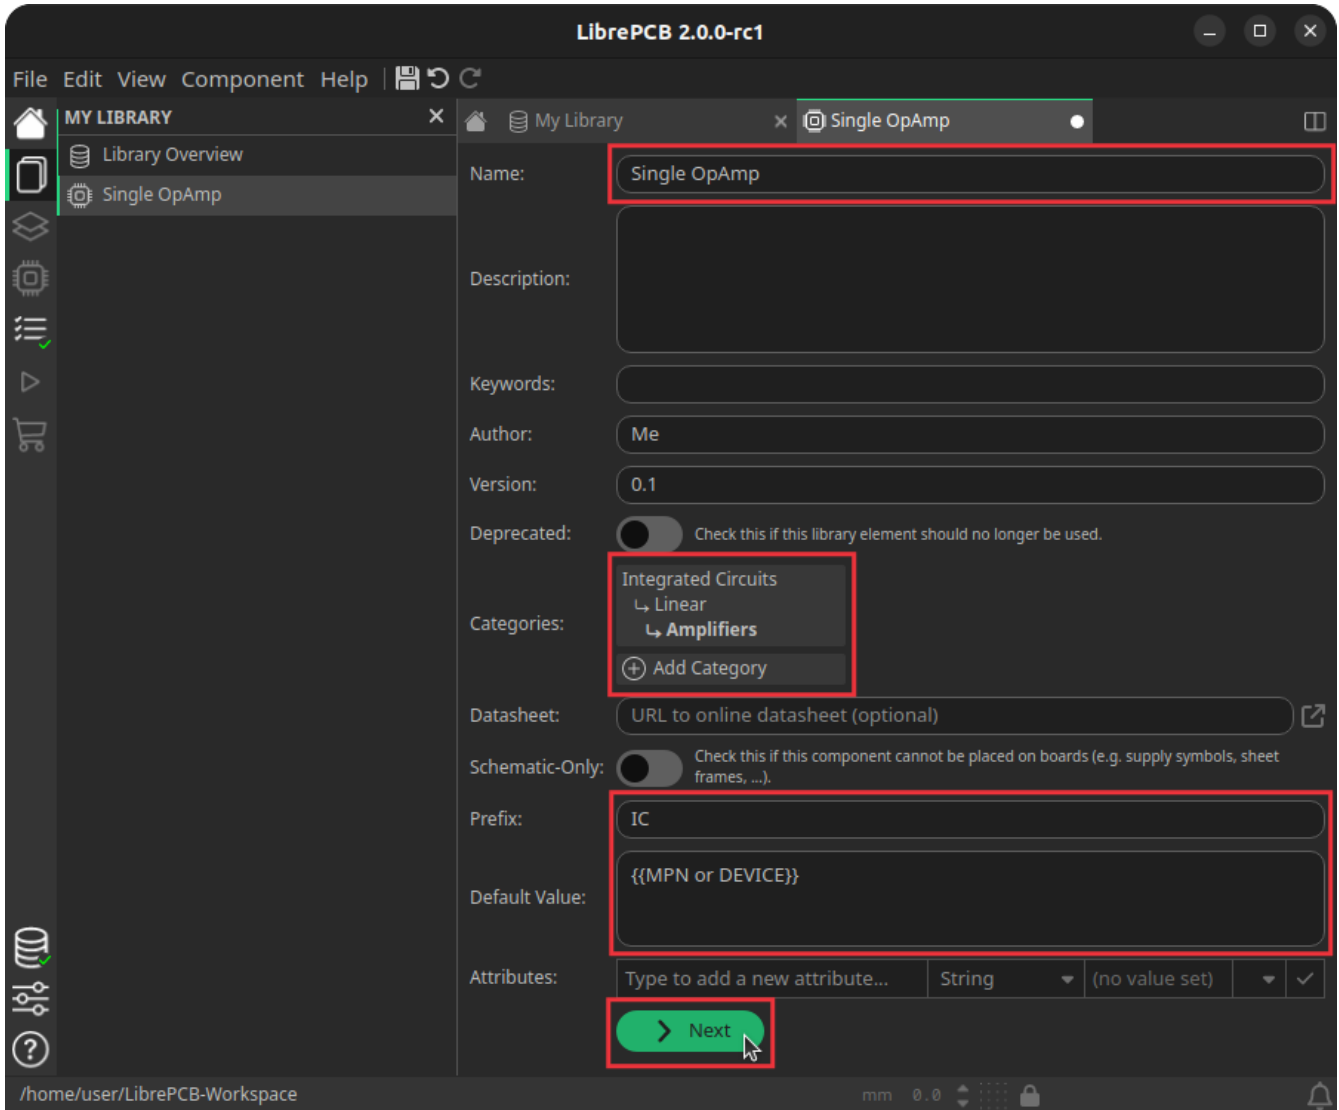 LibrePCB 2.0.0-rc1
File Edit View Component Help
MY LIBRARY
Library Overview
Single OpAmp
My Library
Single OpAmp
Name:
Single OpAmp
Description:
Keywords:
Author:
Me
Version:
0.1
Deprecated:
Check this if this library element should no longer be used.
Categories:
Integrated Circuits
Linear
Amplifiers
Add Category
Datasheet:
URL to online datasheet (optional)
Schematic-Only:
Check this if this component cannot be placed on boards (e.g. supply symbols, sheet
frames, ...).
Prefix:
IC
Default Value:
{{MPN or DEVICE}}
Attributes:
Type to add a new attribute...
String
(no value set)
Next
/home/user/LibrePCB-Workspace
mm 0.0